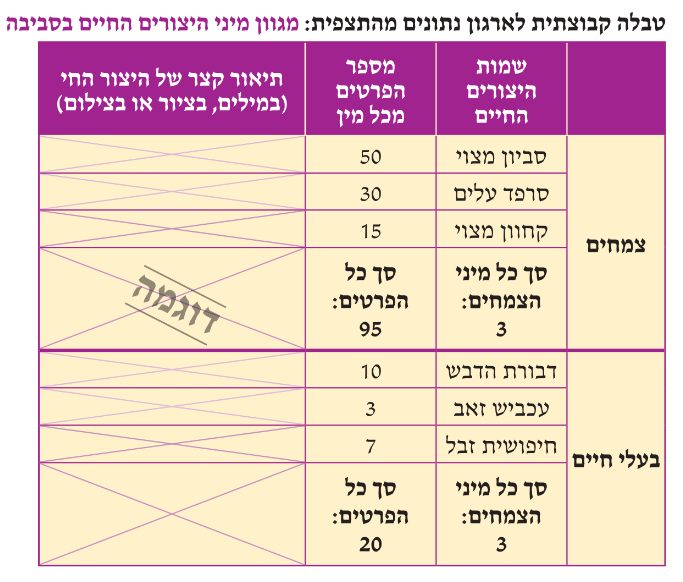 טבלה קבוצתית לארגון נתונים מהתצפית: מגוון מיני היצורים החיים בסביבה
שמות היצורים החיים
מספר הפרטים מכל מין
תיאור קצר של היצור החי (במילים, בציור או בצילום)
צמחים
סביון מצוי
50
סרפד עלים
30
קחוון מצוי
15
סך כל מיני הצמחים: 3
סך כל הפרטים: 95
דוגמה
בעלי חיים
דבורת הדבש
10
עכביש זאב
3
חיפושית זבל
7
סך כל מיני הצמחים: 3
סך כל הפרטים: 20